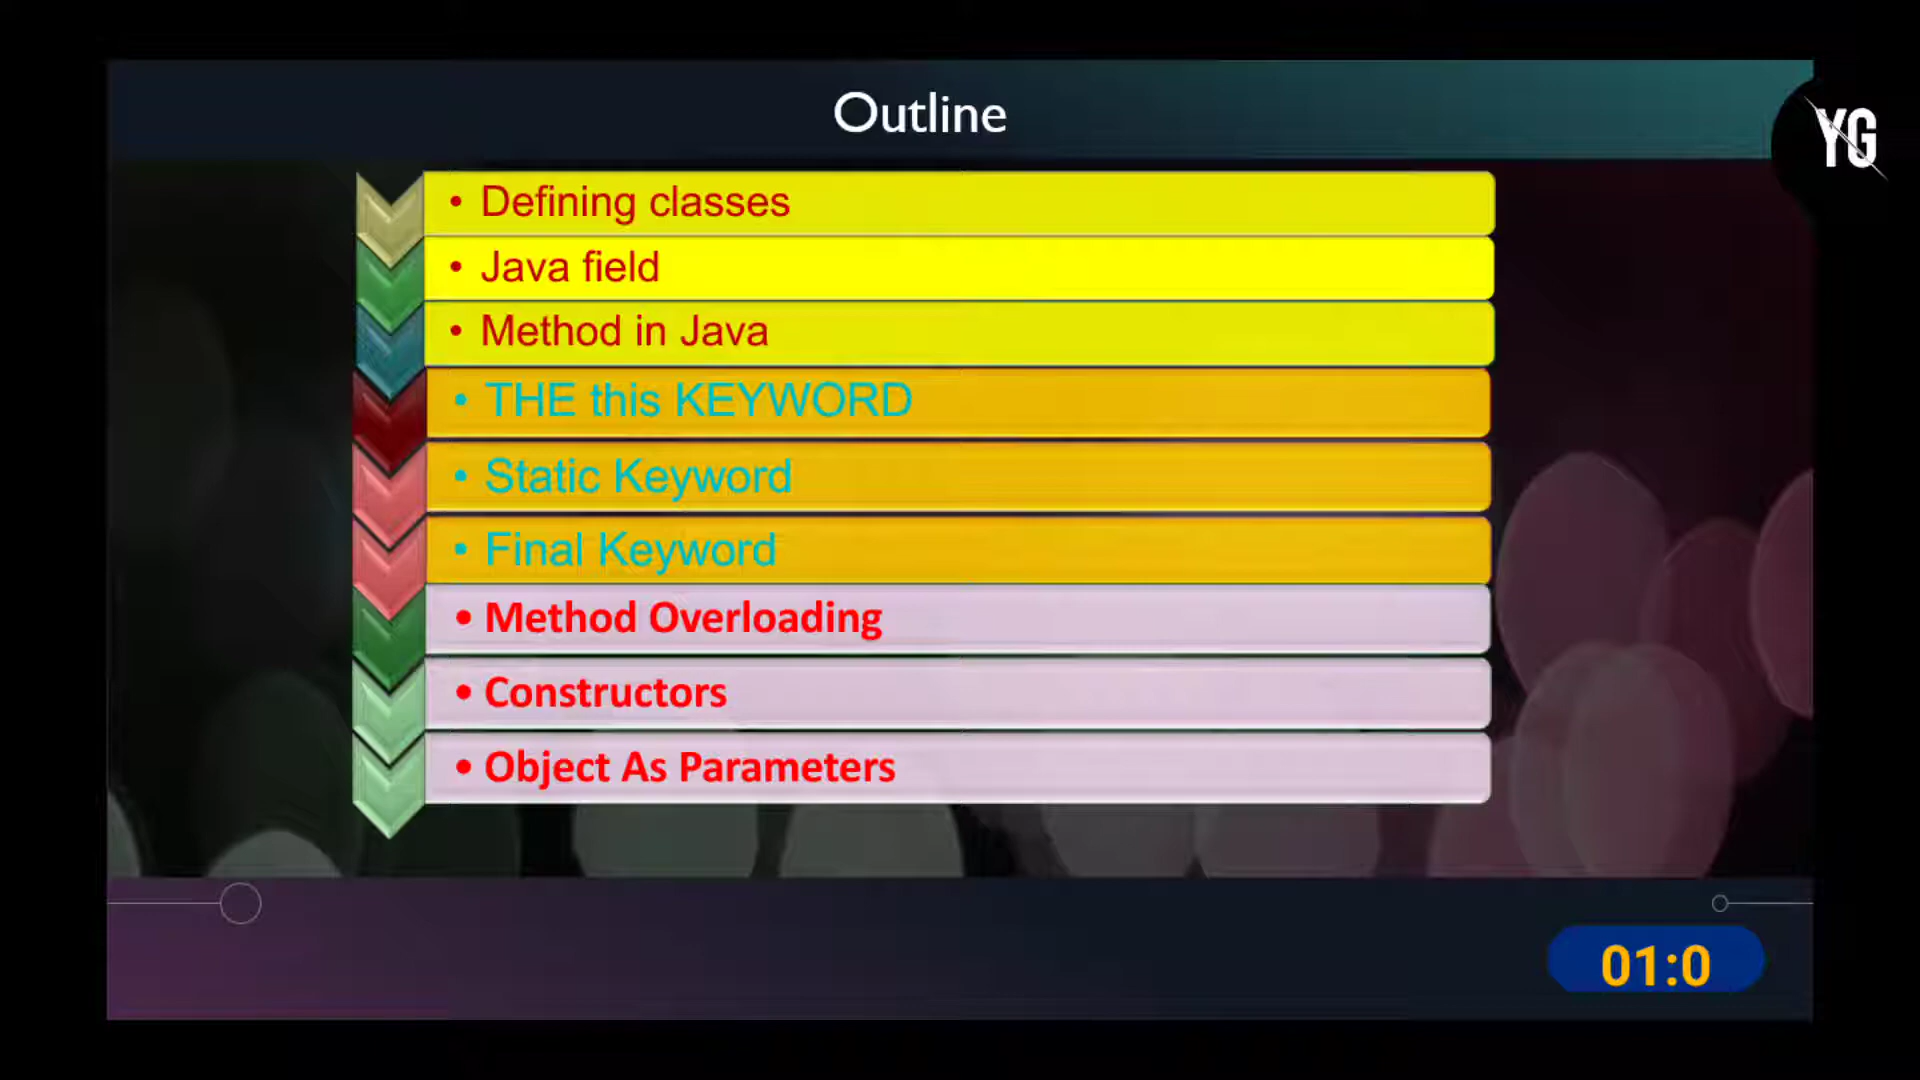 Outline
YG
• Defining classes
• Java field
• Method in Java
• THE this KEYWORD
• Static Keyword
• Final Keyword
• Method Overloading
• Constructors
• Object As Parameters
01:0